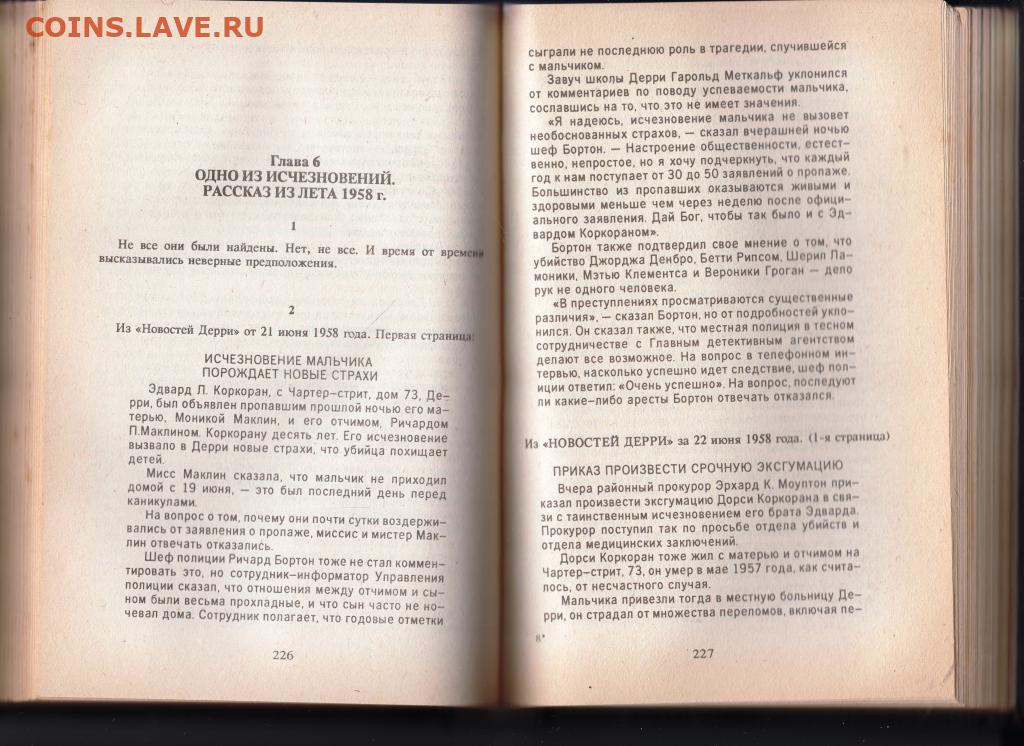 COINS.LAVE.RU
Глава 6
ОДНО ИЗ ИСЧЕЗНОВЕНИЙ.
РАССКАЗ ИЗ ЛЕТА 1958 г.
1
Не все они были найдены. Нет, не все. И время от времени
высказывались неверные предположения.
2
Из «Новостей Дерри» от 21 июня 1958 года. Первая страница:
ИСЧЕЗНОВЕНИЕ МАЛЬЧИКА
ПОРОЖДАЕТ НОВЫЕ СТРАХИ
Эдвард Л. Коркоран, с Чартер-стрит, дом 73, Де-
рри, был объявлен пропавшим прошлой ночью его ма-
терью, Моникой Маклин, и его отчимом, Ричардом
П.Маклином. Коркорану десять лет. Его исчезновение
вызвало в Дерри новые страхи, что убийца похищает
детей.
Мисс Маклин сказала, что мальчик не приходил
домой с 19 июня, — это был последний день перед
каникулами.
На вопрос о том, почему они почти сутки воздержи-
вались от заявления о пропаже, миссис и мистер Мак-
лин отвечать отказались.
Шеф полиции Ричард Бортон тоже не стал коммен-
тировать это, но сотрудник-информатор Управления
полиции сказал, что отношения между отчимом и сы-
ном были весьма прохладные, и что сын часто не но-
чевал дома. Сотрудник полагает, что годовые отметки
226
сыграли не последнюю роль в трагедии, случившейся
с мальчиком.
Завуч школы Дерри Гарольд Меткальф уклонился
от комментариев по поводу успеваемости мальчика,
сославшись на то, что это не имеет значения.
«Я надеюсь, исчезновение мальчика не вызовет
необоснованных страхов, — сказал вчерашней ночью
шеф Бортон. — Настроение общественности, естест-
венно, непростое, но я хочу подчеркнуть, что каждый
год к нам поступает от 30 до 50 заявлений о пропаже.
Большинство из пропавших оказываются живыми и
здоровыми меньше чем через неделю после офици-
ального заявления. Дай Бог, чтобы так было и с Эд-
вардом Коркораном».
Бортон также подтвердил свое мнение о том, что
убийство Джорджа Денбро, Бетти Рипсом, Шерил Ла-
моники, Мэтью Клементса и Вероники Гроган — дело
рук не одного человека.
«В преступлениях просматриваются существенные
различия», — сказал Бортон, но от подробностей укло-
нился. Он сказал также, что местная полиция в тесном
сотрудничестве с Главным детективным агентством
делают все возможное. На вопрос в телефонном ин-
тервью, насколько успешно идет следствие, шеф пол-
иции ответил: «Очень успешно». На вопрос, последуют
ли какие-либо аресты Бортон отвечать отказался.
Из «НОВОСТЕЙ ДЕРРИ» за 22 июня 1958 года. (1-я страница)
ПРИКАЗ ПРОИЗВЕСТИ СРОЧНУЮ ЭКСГУМАЦИЮ
Вчера районный прокурор Эрхард К. Моултон при-
казал произвести эксгумацию Дорси Коркорана в свя-
зи с таинственным исчезновением его брата Эдварда.
Прокурор поступил так по просьбе отдела убийств и
отдела медицинских заключений.
Дорси Коркоран тоже жил с матерью и отчимом на
Чартер-стрит, 73, он умер в мае 1957 года, как счита-
лось, от несчастного случая.
Мальчика привезли тогда в местную больницу Де-
рри, он страдал от множества переломов, включая пе-
8*
227